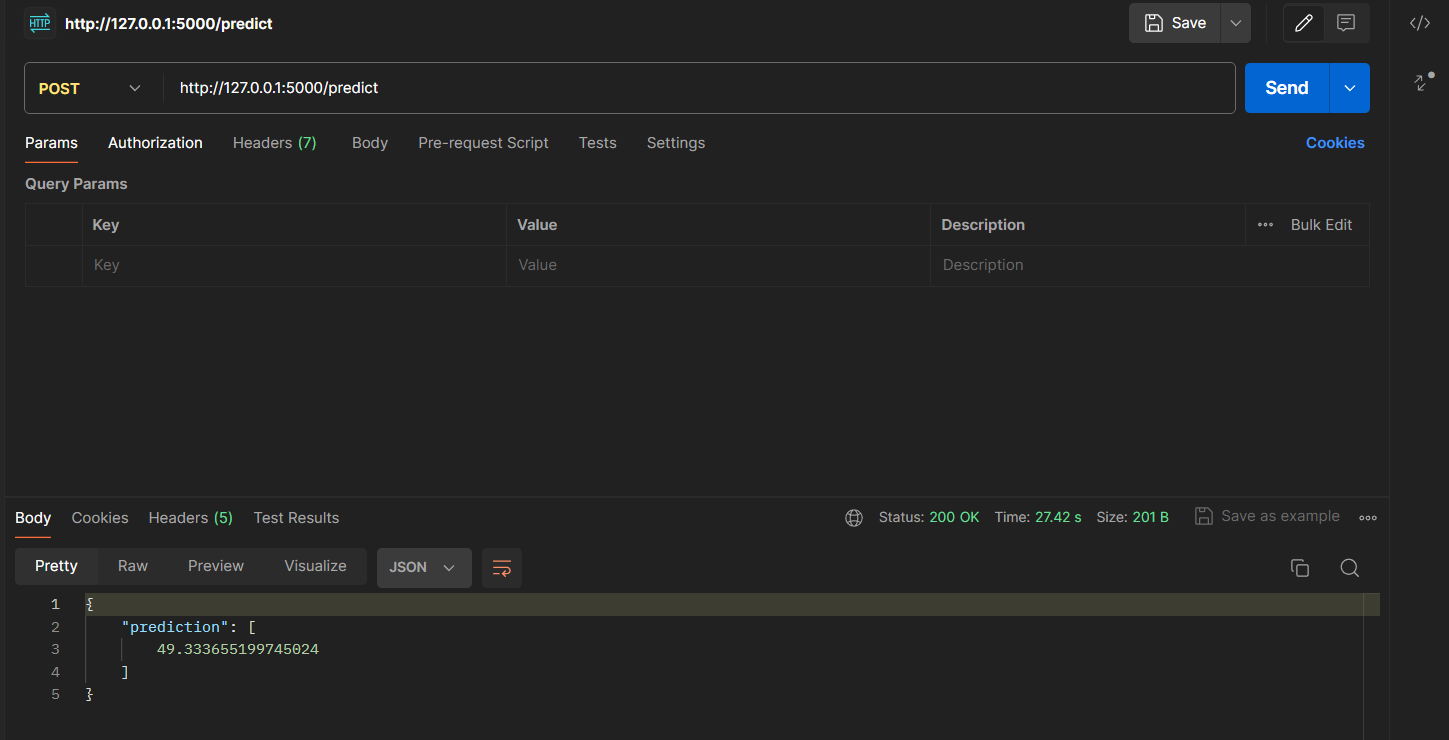 HTTP http://127.0.0.1:5000/predict Save
POST http://127.0.0.1:5000/predict Send
Params Authorization Headers (7) Body Pre-request Script Tests Settings Cookies
Query Params
Key Value Description Bulk Edit
Key Value Description
Body Cookies Headers (5) Test Results Status: 200 OK Time: 27.42 s Size: 201 B Save as example
Pretty Raw Preview Visualize JSON
1 {
2 "prediction": [
3 49.333655199745024
4 ]
5 }